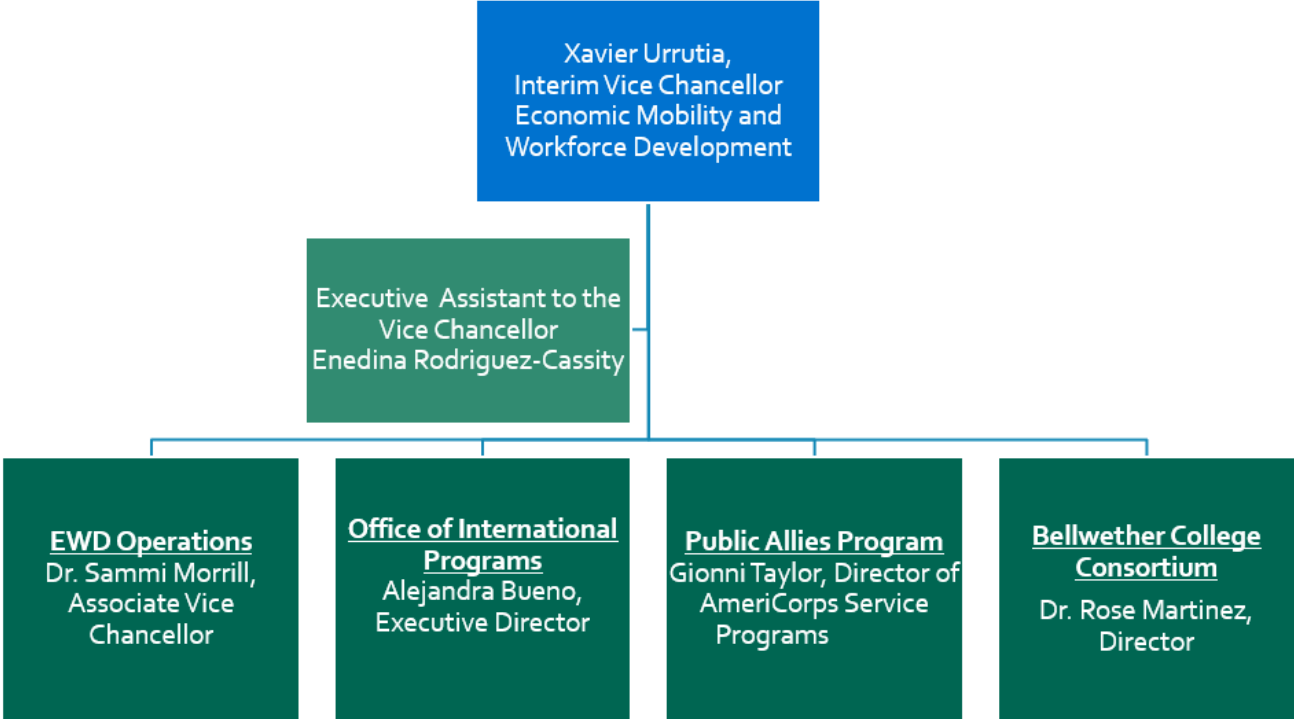 Xavier Urrutia,
Interim Vice Chancellor
Economic Mobility and
Workforce Development
Executive Assistant to the
Vice Chancellor
Enedina Rodriguez-Cassity
EWD Operations
Dr. Sammi Morrill,
Associate Vice
Chancellor
Office of International
Programs
Alejandra Bueno,
Executive Director
Public Allies Program
Gionni Taylor, Director of
AmeriCorps Service
Programs
Bellwether College
Consortium
Dr. Rose Martinez,
Director